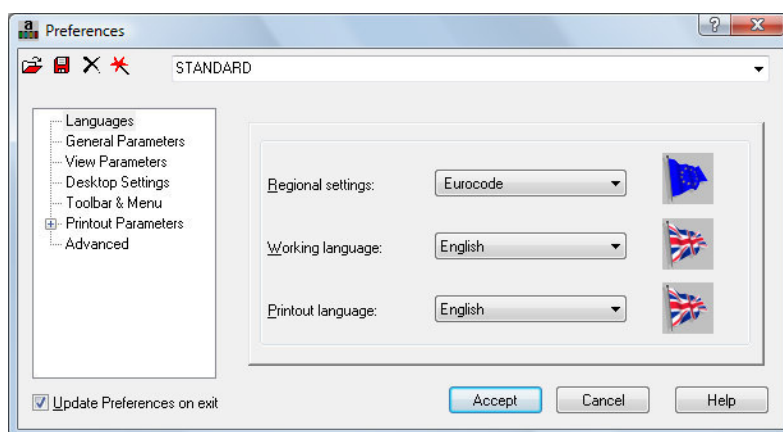 Preferences
STANDARD
Languages
General Parameters
View Parameters
Desktop Settings
Toolbar & Menu
Printout Parameters
Advanced
Regional settings: Eurocode
Working language: English
Printout language: English
Update Preferences on exit
Accept Cancel Help